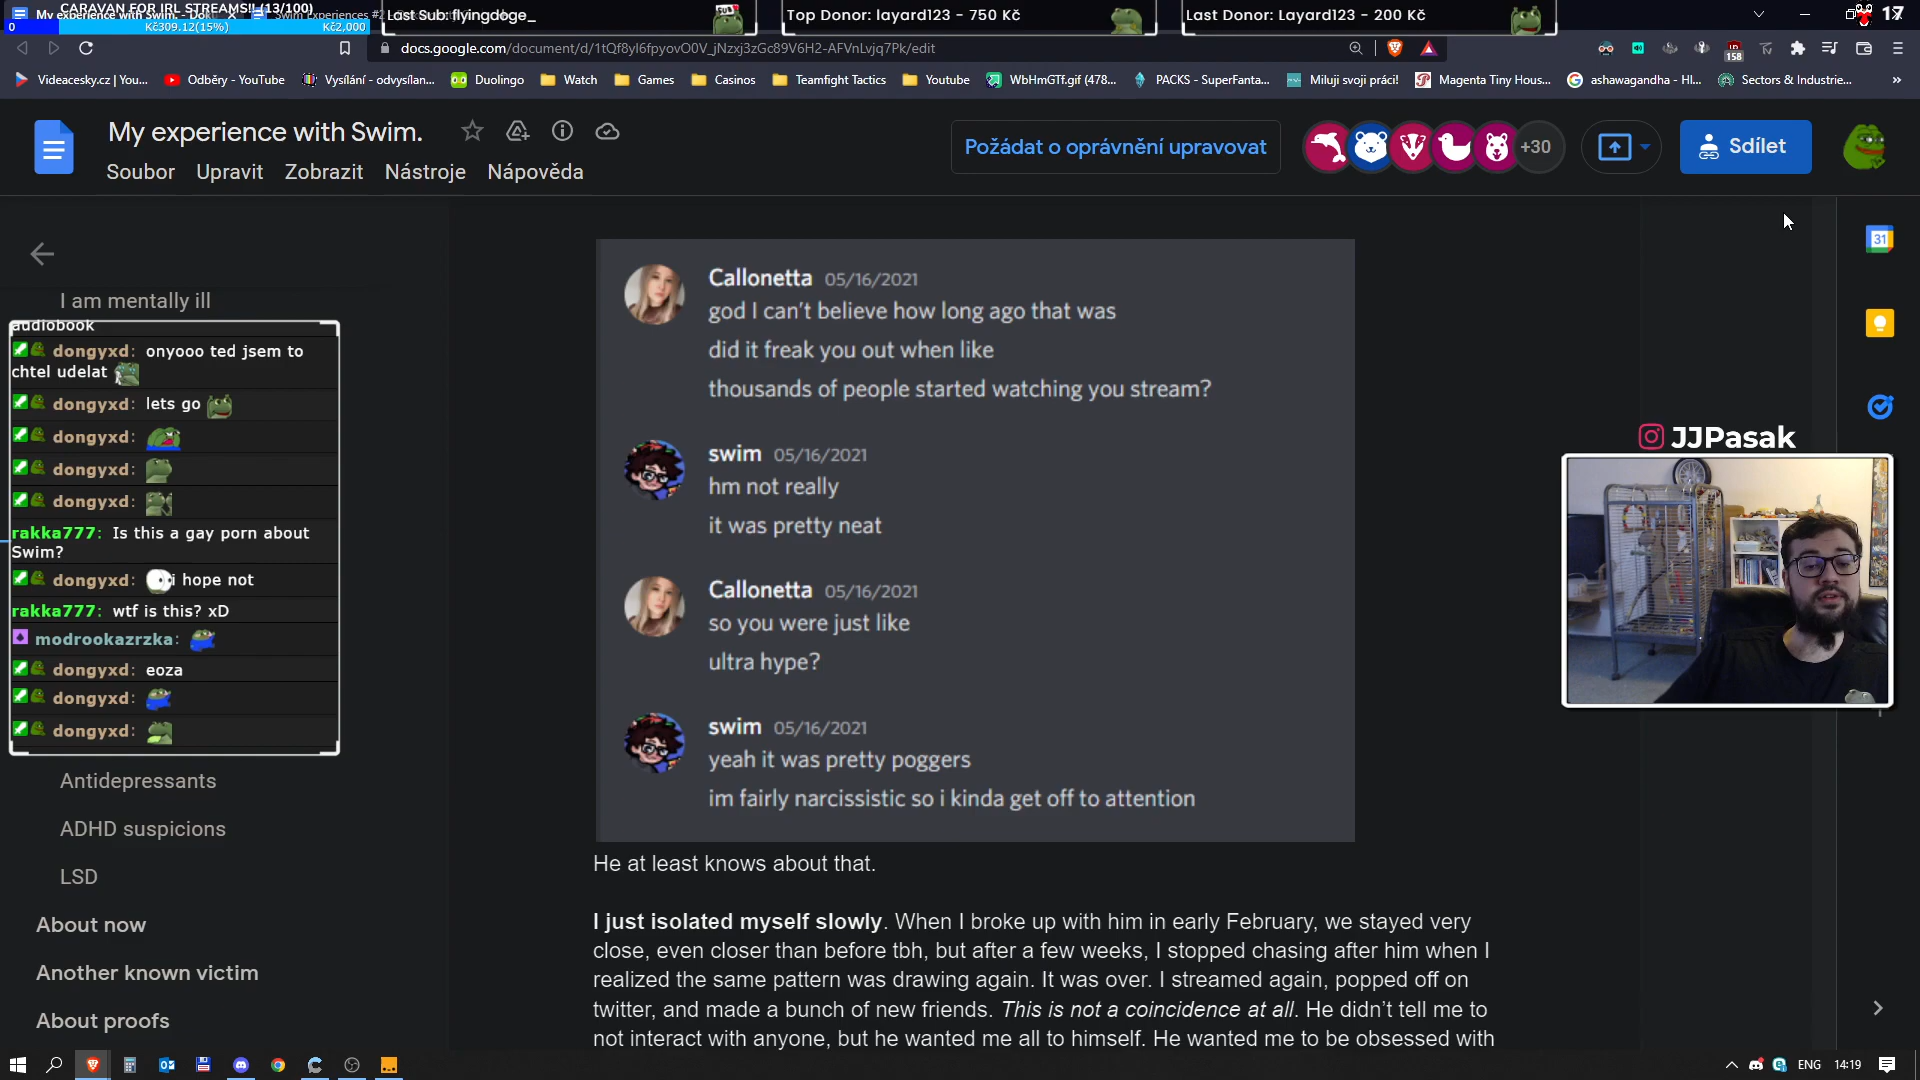 CARAVAN FOR IRL STREAMS!! (13/100)
0 Kč309.12(15%) Kč2,000
Last Sub: flyingdoge_
Top Donor: layard123 - 750 Kč
Last Donor: Layard123 - 200 Kč
17
docs.google.com/document/d/1tQf8yl6fpyovO0V_jNzxj3zGc89V6H2-AFVnLvjq7Pk/edit
158
Videacesky.cz | You...
Odběry - YouTube
Vysílání - odvysílan...
Duolingo
Watch
Games
Casinos
Teamfight Tactics
Youtube
WbHmGTf.gif (478...
PACKS - SuperFanta...
Miluji svoji práci!
Magenta Tiny Hous...
ashawagandha - Hl...
Sectors & Industrie...
My experience with Swim.
Soubor Upravit Zobrazit Nástroje Nápověda
Požádat o oprávnění upravovat
+30
Sdílet
31
I am mentally ill
audiobook
dongyxd: onyooo ted jsem to
chtel udelat
dongyxd: lets go
dongyxd:
dongyxd:
dongyxd:
rakka777: Is this a gay porn about
Swim?
dongyxd: i hope not
rakka777: wtf is this? xD
modrookazrzka:
dongyxd: eoza
dongyxd:
dongyxd:
Antidepressants
ADHD suspicions
LSD
About now
Another known victim
About proofs
Callonetta 05/16/2021
god I can't believe how long ago that was
did it freak you out when like
thousands of people started watching you stream?
swim 05/16/2021
hm not really
it was pretty neat
Callonetta 05/16/2021
so you were just like
ultra hype?
swim 05/16/2021
yeah it was pretty poggers
im fairly narcissistic so i kinda get off to attention
He at least knows about that.
I just isolated myself slowly. When I broke up with him in early February, we stayed very
close, even closer than before tbh, but after a few weeks, I stopped chasing after him when I
realized the same pattern was drawing again. It was over. I streamed again, popped off on
twitter, and made a bunch of new friends. This is not a coincidence at all. He didn't tell me to
not interact with anyone, but he wanted me all to himself. He wanted me to be obsessed with
JJPasak
ENG 14:19